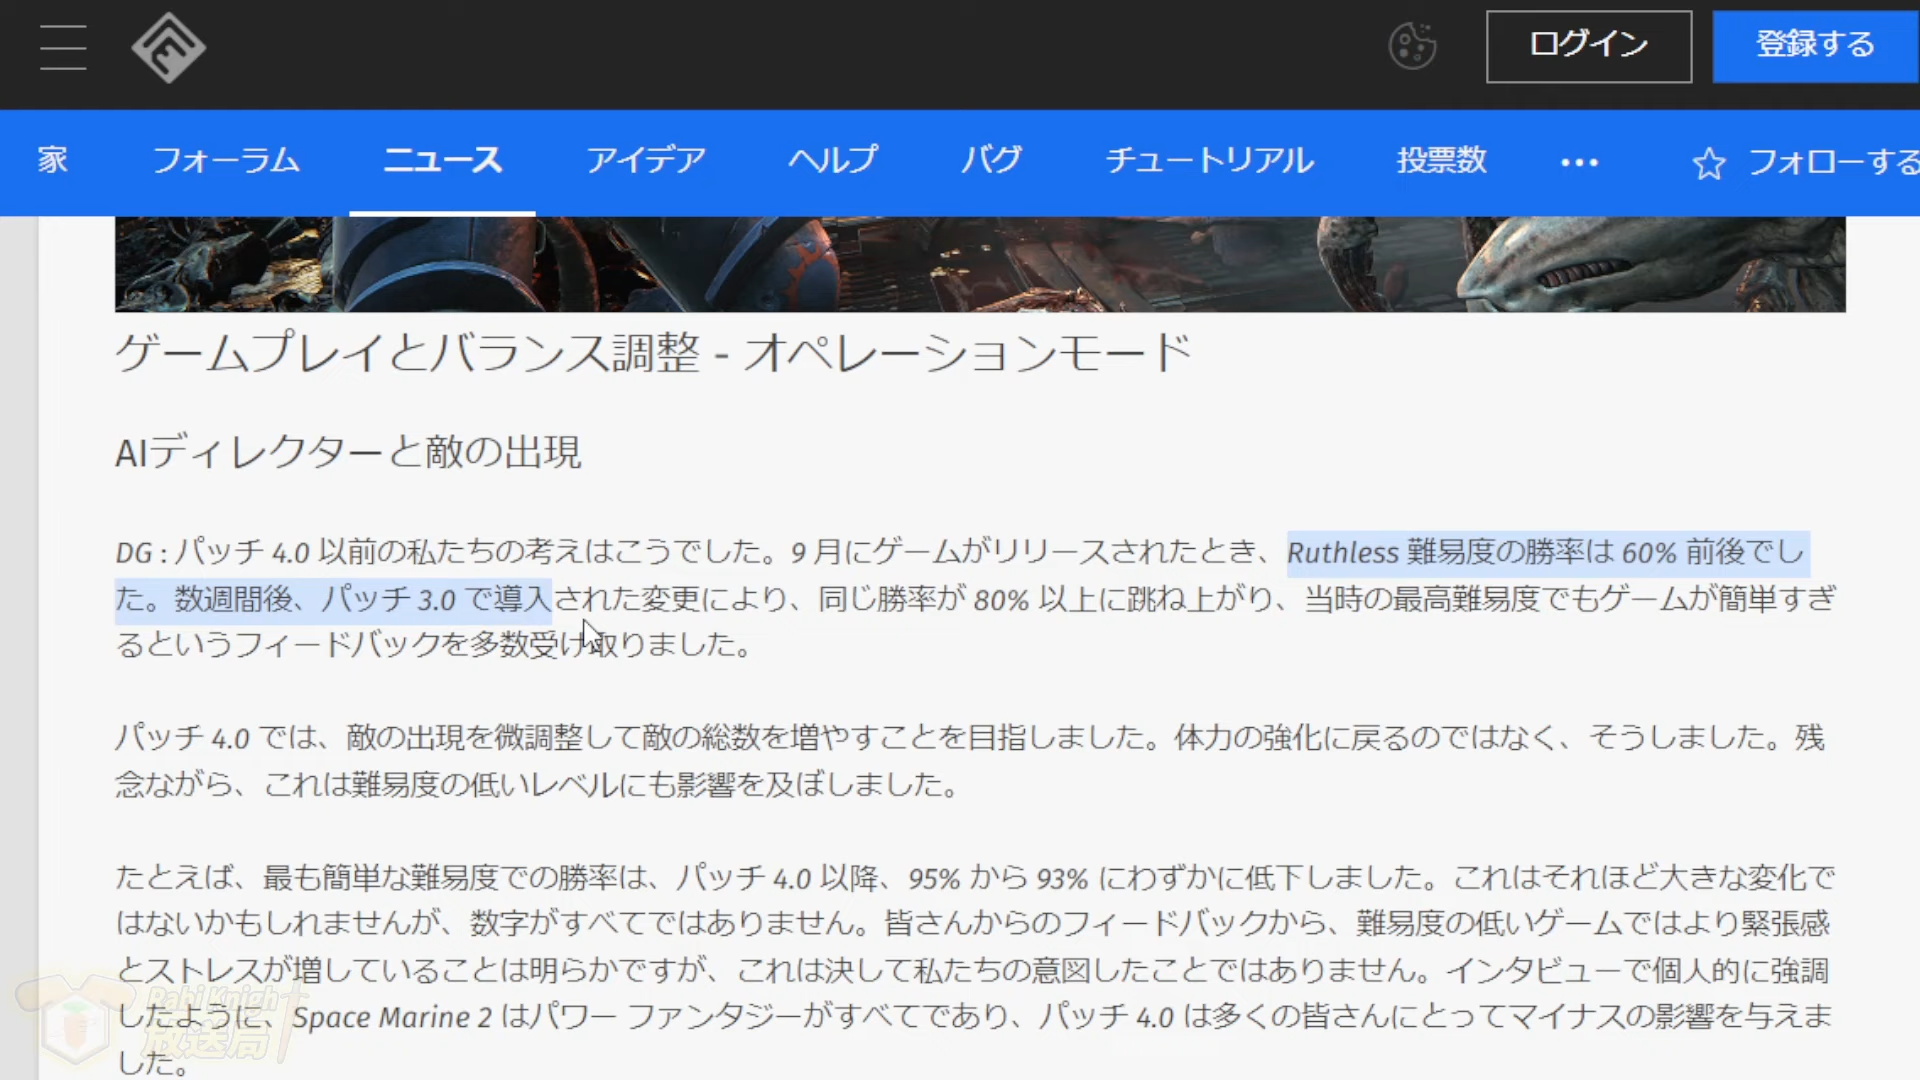 ログイン
登録する
家 フォーラム ニュース アイデア ヘルプ バグ チュートリアル 投票数 ••• フォローする
ゲームプレイとバランス調整 - オペレーションモード
AIディレクターと敵の出現
DG : パッチ 4.0 以前の私たちの考えはこうでした。9 月にゲームがリリースされたとき、Ruthless 難易度の勝率は 60% 前後でし
た。数週間後、パッチ 3.0 で導入された変更により、同じ勝率が 80% 以上に跳ね上がり、当時の最高難易度でもゲームが簡単すぎ
るというフィードバックを多数受け取りました。
パッチ 4.0 では、敵の出現を微調整して敵の総数を増やすことを目指しました。体力の強化に戻るのではなく、そうしました。残
念ながら、これは難易度の低いレベルにも影響を及ぼしました。
たとえば、最も簡単な難易度での勝率は、パッチ 4.0 以降、95% から 93% にわずかに低下しました。これはそれほど大きな変化で
はないかもしれませんが、数字がすべてではありません。皆さんからのフィードバックから、難易度の低いゲームではより緊張感
とストレスが増していることは明らかですが、これは決して私たちの意図したことではありません。インタビューで個人的に強調
したように、Space Marine 2 はパワー ファンタジーがすべてであり、パッチ 4.0 は多くの皆さんにとってマイナスの影響を与えま
した。
Rabi Knight
放送局